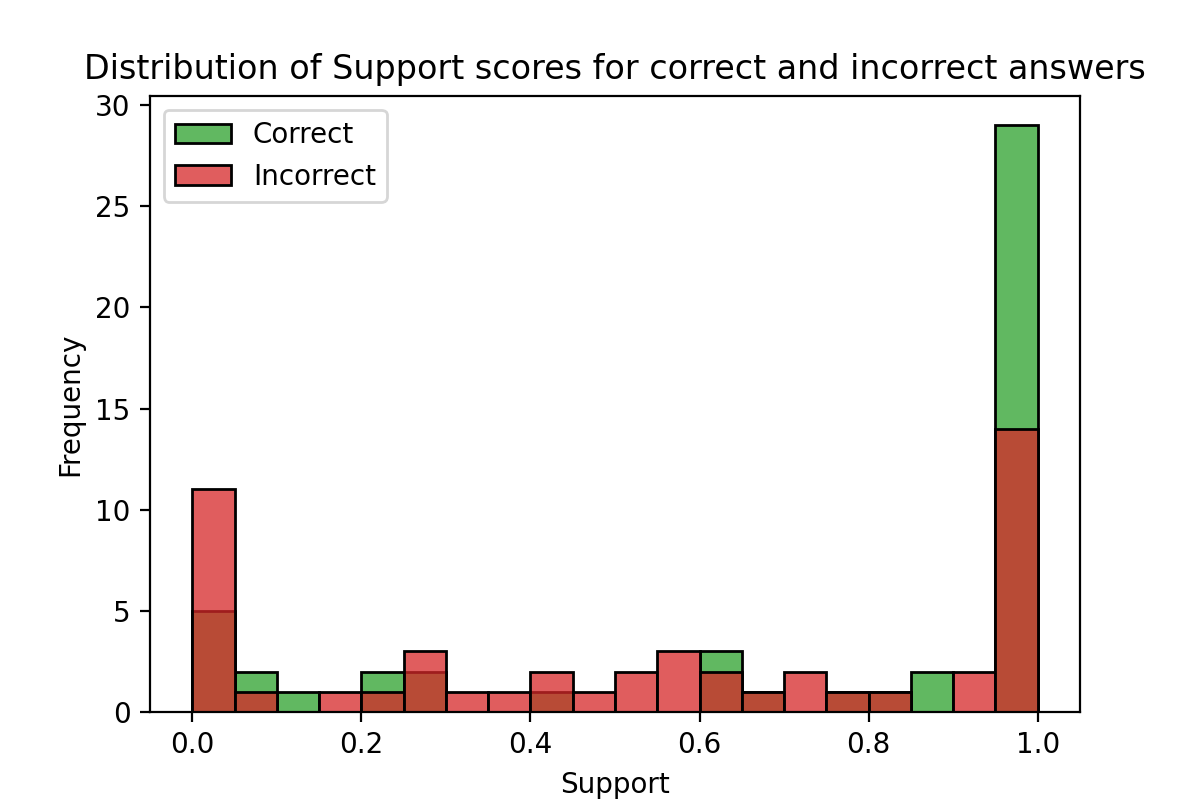 Distribution of Support scores for correct and incorrect answers
30
25
20
15
10
5
0
Frequency
Correct
Incorrect
0.0 0.2 0.4 0.6 0.8 1.0
Support